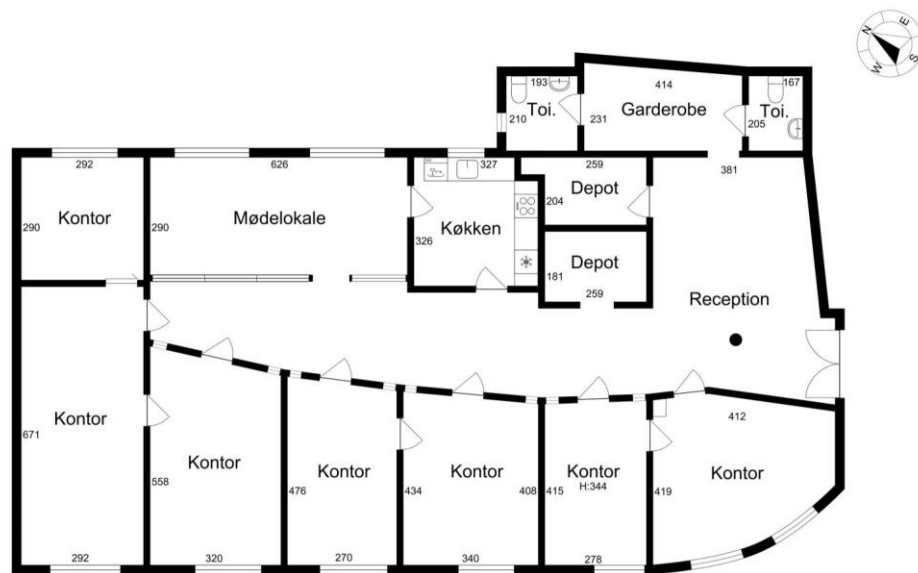 N
E
S
W
193
Toi.
210
414
Garderobe
231
167
Toi.
205
292
Kontor
290
626
Mødelokale
290
327
Køkken
326
259
Depot
204
381
Depot
181
259
Reception
Kontor
671
292
Kontor
558
320
Kontor
476
270
Kontor
434
408
340
Kontor
H:344
415
278
412
Kontor
419